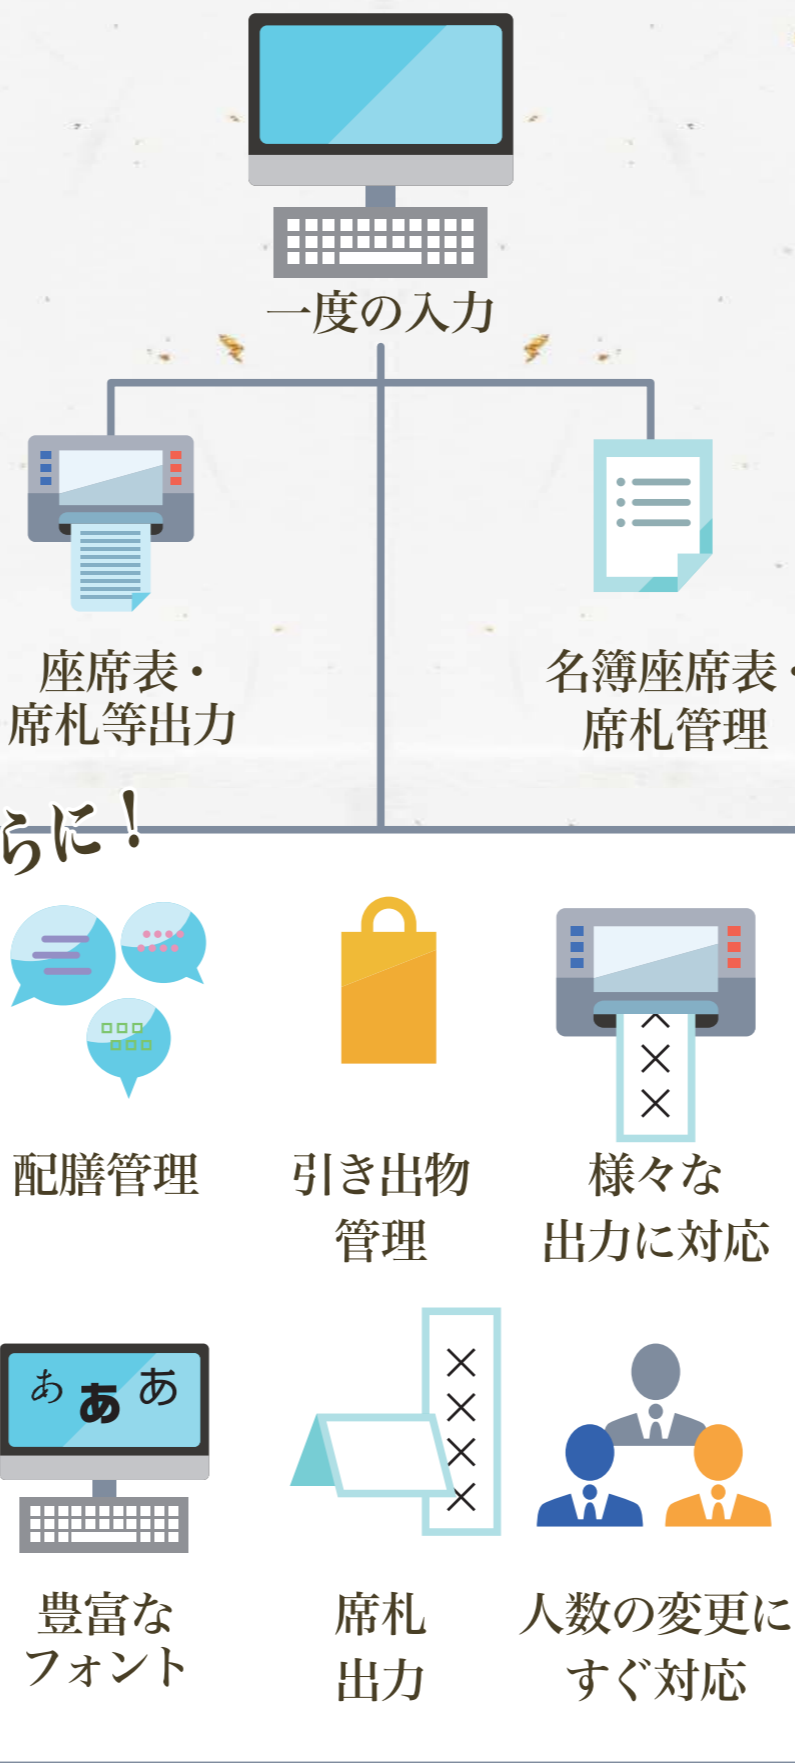 一度の入力
座席表・
席札等出力
名簿座席表・
席札管理
らに！
配膳管理
引き出物
管理
様々な
出力に対応
あ あ あ
豊富な
フォント
席札
出力
人数の変更に
すぐ対応